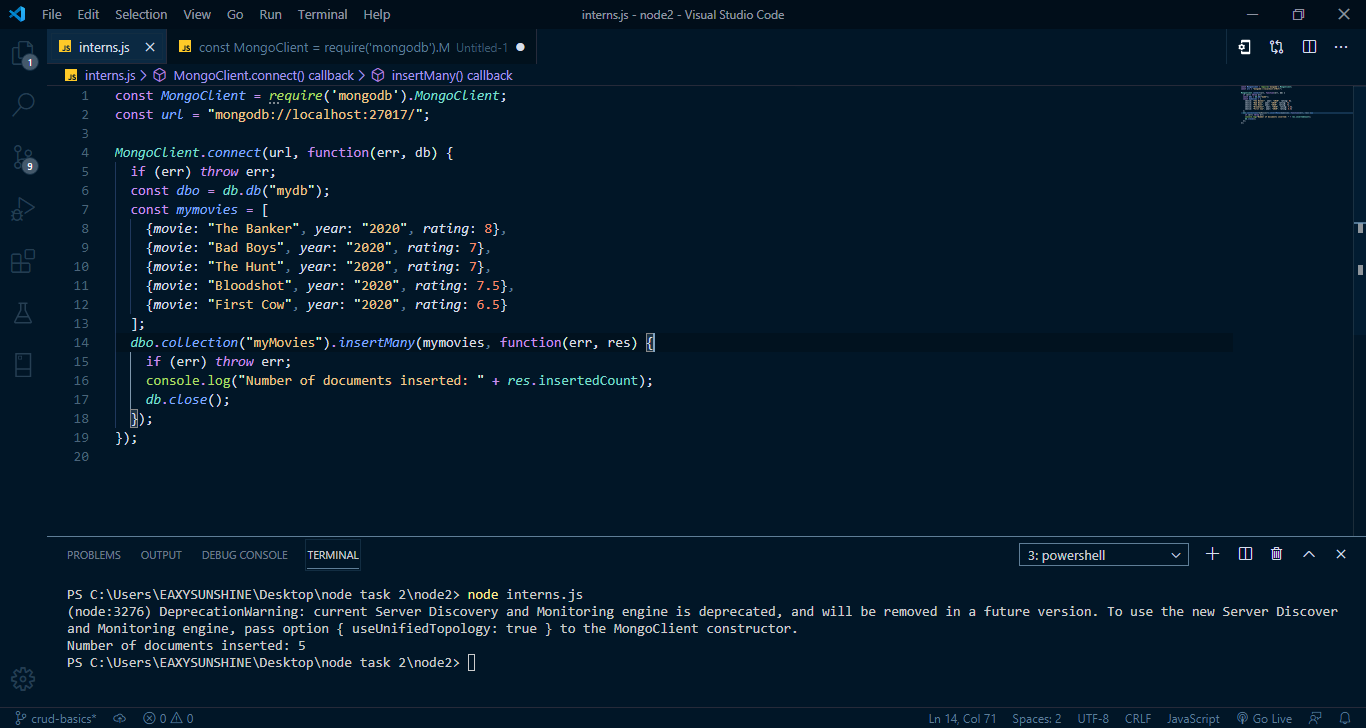 File Edit Selection View Go Run Terminal Help interns.js - node2 - Visual Studio Code
JS interns.js JS const MongoClient = require('mongodb').M Untitled-1
1
JS interns.js > MongoClient.connect() callback > insertMany() callback
1 const MongoClient = require('mongodb').MongoClient;
2 const url = "mongodb://localhost:27017/";
3
4 MongoClient.connect(url, function(err, db) {
5 if (err) throw err;
6 const dbo = db.db("mydb");
7 const mymovies = [
8 {movie: "The Banker", year: "2020", rating: 8},
9 {movie: "Bad Boys", year: "2020", rating: 7},
10 {movie: "The Hunt", year: "2020", rating: 7},
11 {movie: "Bloodshot", year: "2020", rating: 7.5},
12 {movie: "First Cow", year: "2020", rating: 6.5}
13 ];
14 dbo.collection("myMovies").insertMany(mymovies, function(err, res) {
15 if (err) throw err;
16 console.log("Number of documents inserted: " + res.insertedCount);
17 db.close();
18 });
19 });
20
9
PROBLEMS OUTPUT DEBUG CONSOLE TERMINAL 3: powershell
PS C:\Users\EAXYSUNSHINE\Desktop\node task 2\node2> node interns.js
(node:3276) DeprecationWarning: current Server Discovery and Monitoring engine is deprecated, and will be removed in a future version. To use the new Server Discover
and Monitoring engine, pass option { useUnifiedTopology: true } to the MongoClient constructor.
Number of documents inserted: 5
PS C:\Users\EAXYSUNSHINE\Desktop\node task 2\node2>
crud-basics* 0 0 Ln 14, Col 71 Spaces: 2 UTF-8 CRLF JavaScript Go Live